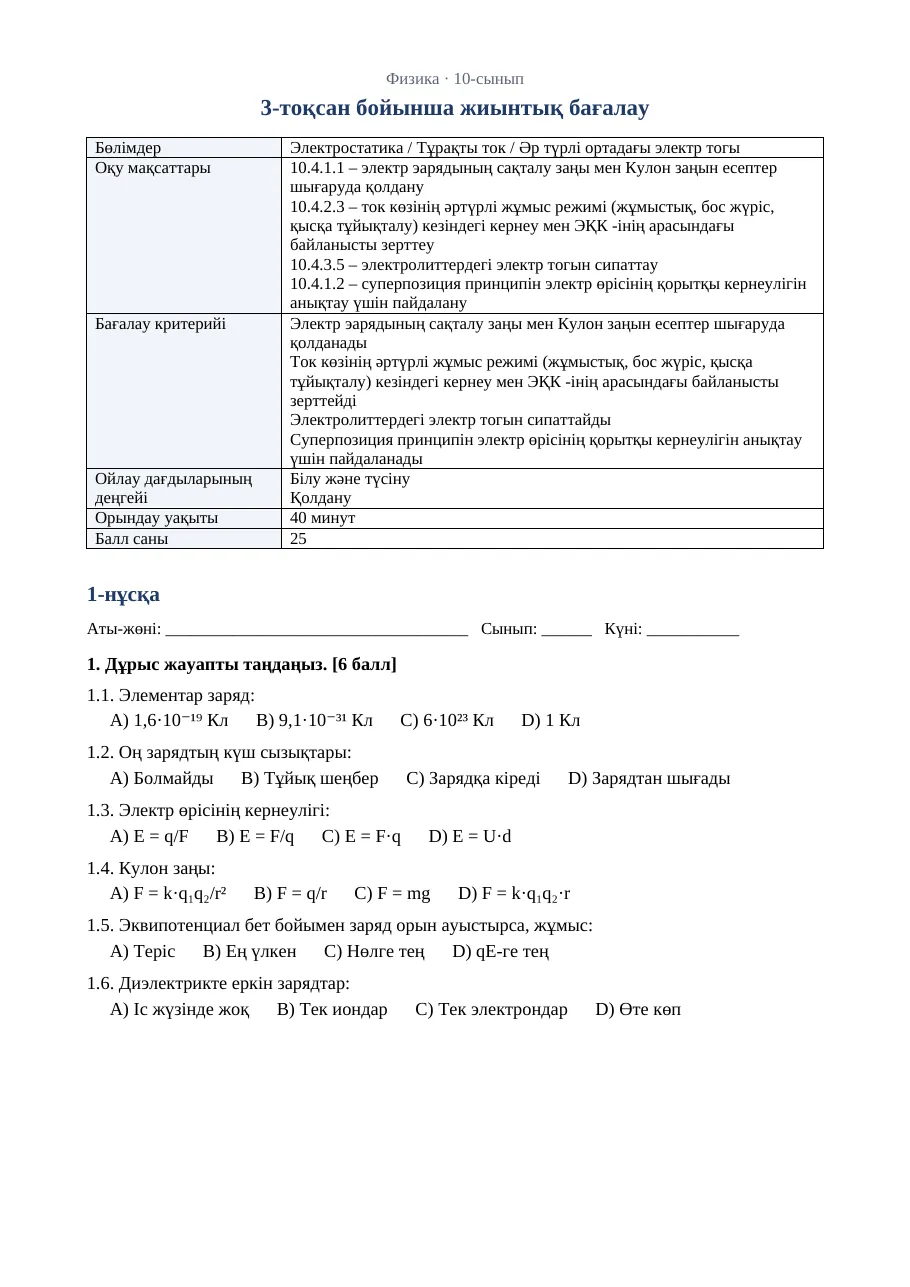 Физика · 10-сынып
3-тоқсан бойынша жиынтық бағалау
Бөлімдер
Электростатика / Тұрақты ток / Әр түрлі ортадағы электр тогы
Оқу мақсаттары
10.4.1.1 – электр эарядының сақталу заңы мен Кулон заңын есептер
шығаруда қолдану
10.4.2.3 – ток көзінің әртүрлі жұмыс режимі (жұмыстық, бос жүріс,
қысқа тұйықталу) кезіндегі кернеу мен ЭҚК -інің арасындағы
байланысты зерттеу
10.4.3.5 – электролиттердегі электр тогын сипаттау
10.4.1.2 – суперпозиция принципін электр өрісінің қорытқы кернеулігін
анықтау үшін пайдалану
Бағалау критерийі
Электр эарядының сақталу заңы мен Кулон заңын есептер шығаруда
қолданады
Ток көзінің әртүрлі жұмыс режимі (жұмыстық, бос жүріс, қысқа
тұйықталу) кезіндегі кернеу мен ЭҚК -інің арасындағы байланысты
зерттейді
Электролиттердегі электр тогын сипаттайды
Суперпозиция принципін электр өрісінің қорытқы кернеулігін анықтау
үшін пайдаланады
Ойлау дағдыларының
деңгейі
Білу және түсіну
Қолдану
Орындау уақыты
40 минут
Балл саны
25
1-нұсқа
Аты-жөні: ____________________________________ Сынып: ______ Күні: ___________
1. Дұрыс жауапты таңдаңыз. [6 балл]
1.1. Элементар заряд:
A) 1,6·10⁻¹⁹ Кл B) 9,1·10⁻³¹ Кл C) 6·10²³ Кл D) 1 Кл
1.2. Оң зарядтың күш сызықтары:
A) Болмайды B) Тұйық шеңбер C) Зарядқа кіреді D) Зарядтан шығады
1.3. Электр өрісінің кернеулігі:
A) E = q/F B) E = F/q C) E = F·q D) E = U·d
1.4. Кулон заңы:
A) F = k·q₁q₂/r² B) F = q/r C) F = mg D) F = k·q₁q₂·r
1.5. Эквипотенциал бет бойымен заряд орын ауыстырса, жұмыс:
A) Теріс B) Ең үлкен C) Нөлге тең D) qE-ге тең
1.6. Диэлектрикте еркін зарядтар:
A) Іс жүзінде жоқ B) Тек иондар C) Тек электрондар D) Өте көп